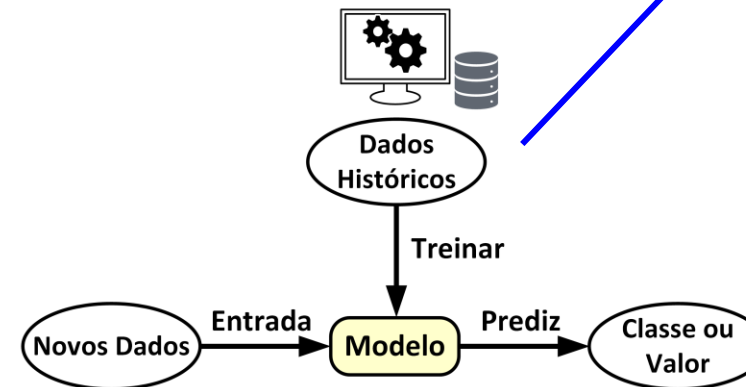 Dados
Históricos
Treinar
Novos Dados
Entrada
Modelo
Prediz
Classe ou
Valor